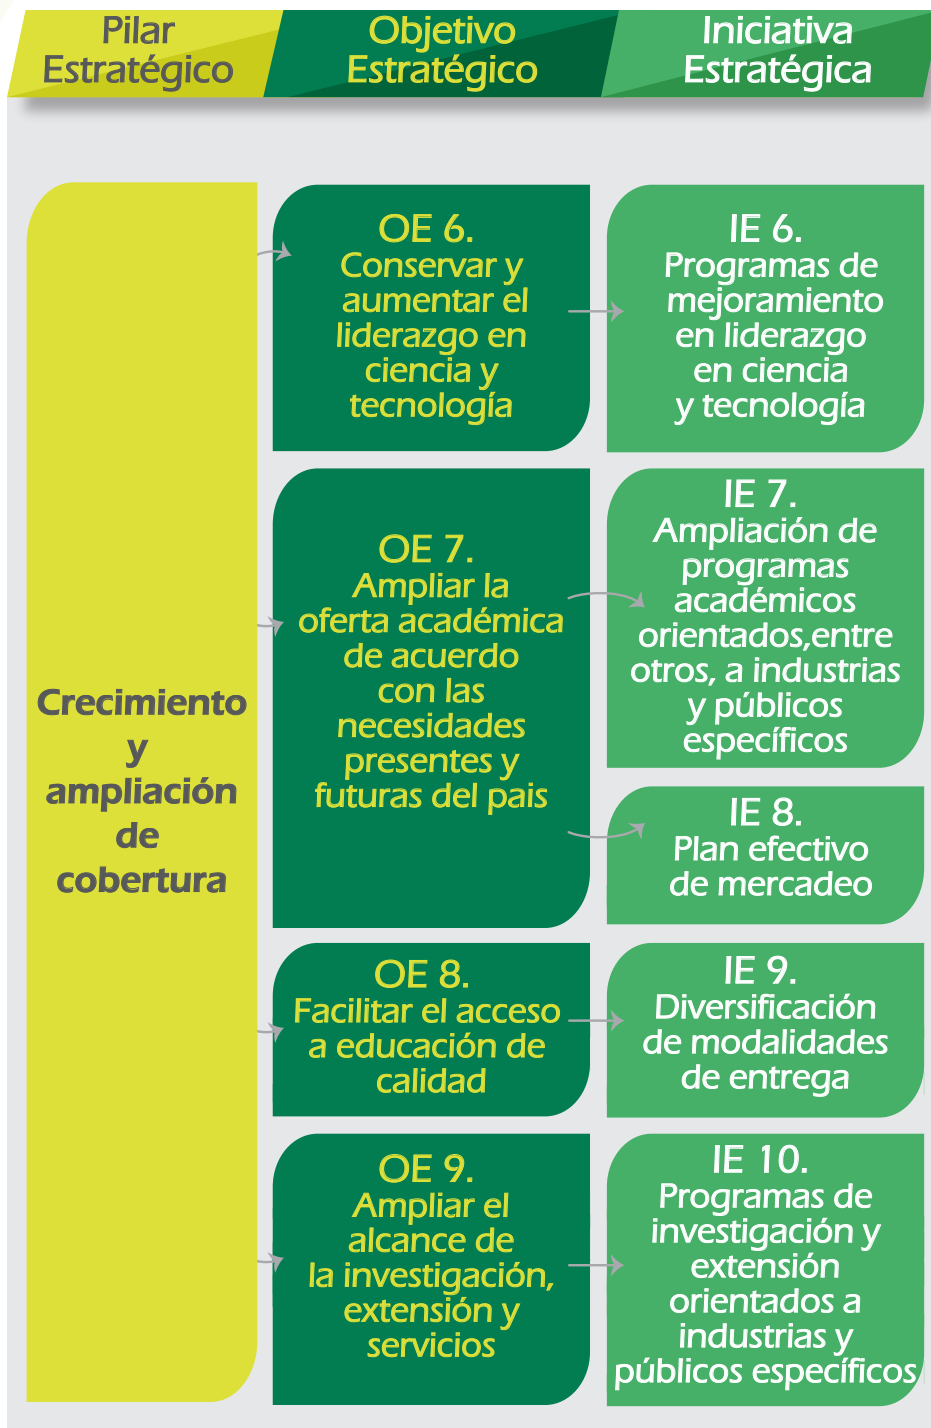 Pilar
Estratégico
Objetivo
Estratégico
Iniciativa
Estratégica
Crecimiento
y
ampliación
de
cobertura
OE 6.
Conservar y
aumentar el
liderazgo en
ciencia y
tecnología
IE 6.
Programas de
mejoramiento
en liderazgo
en ciencia
y tecnología
OE 7.
Ampliar la
oferta académica
de acuerdo
con las
necesidades
presentes y
futuras del pais
IE 7.
Ampliación de
programas
académicos
orientados,entre
otros, a industrias
y públicos
específicos
IE 8.
Plan efectivo
de mercadeo
OE 8.
Facilitar el acceso
a educación de
calidad
IE 9.
Diversificación
de modalidades
de entrega
OE 9.
Ampliar el
alcance de
la investigación,
extensión y
servicios
IE 10.
Programas de
investigación y
extensión
orientados a
industrias y
públicos específicos